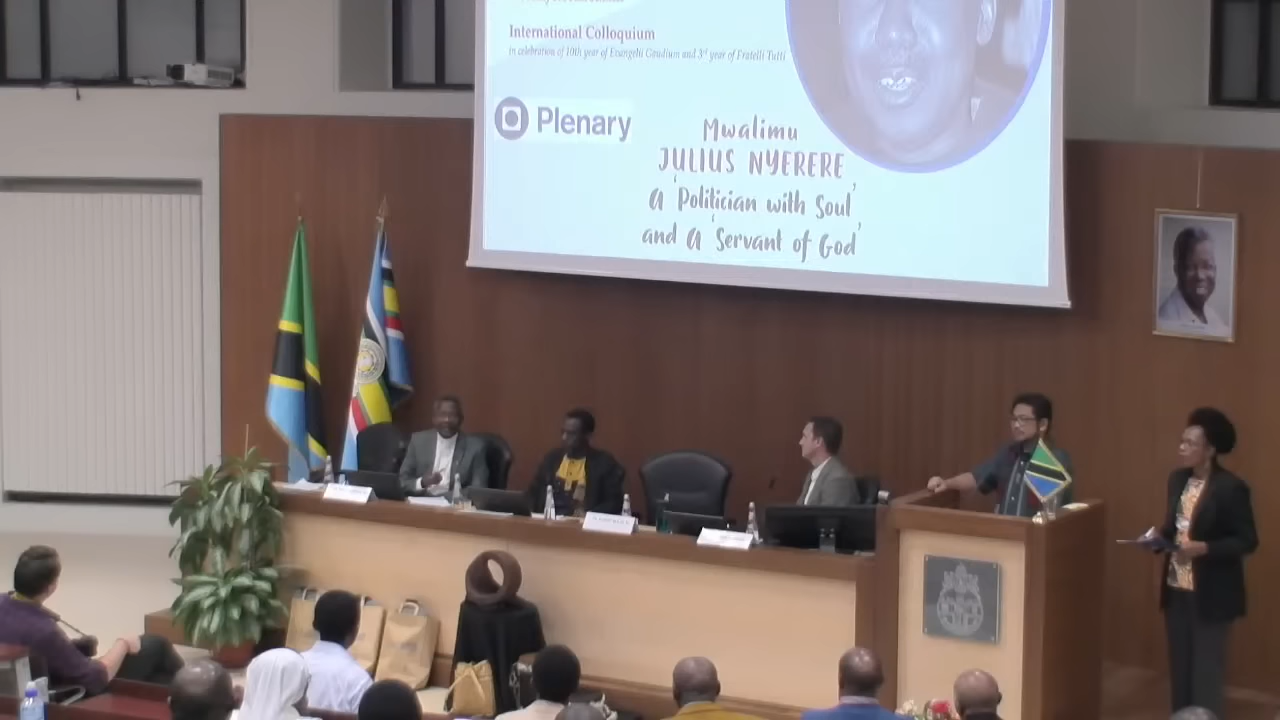 International Colloquium
in celebration of 10th year of Evangelii Gaudium and 3rd year of Fratelli Tutti
Plenary
Mwalimu
JULIUS NYERERE
A 'Politician with Soul'
and A 'Servant of God'